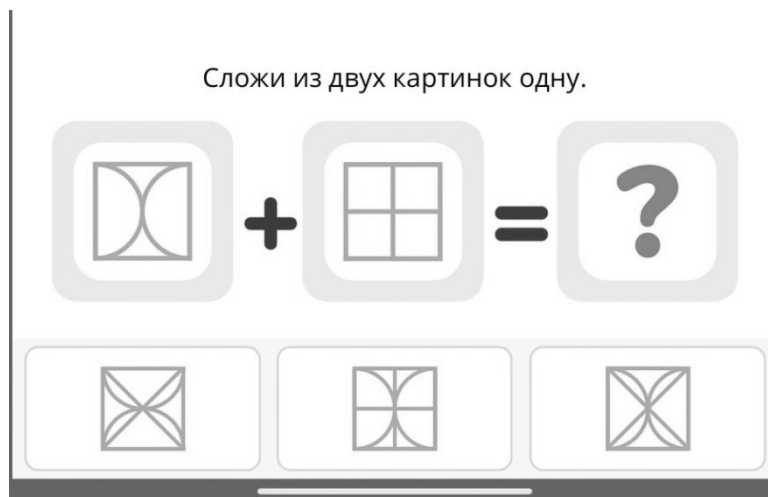 Сложи из двух картинок одну.
+ = ?